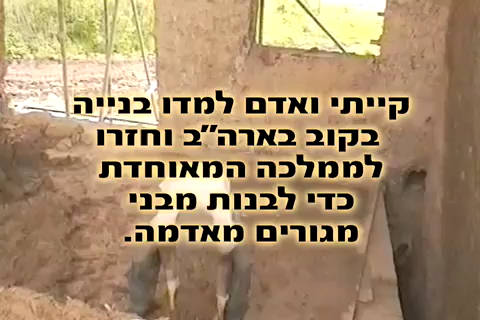 קייתי ואדם למדו בנייה
בקוב בארה"ב וחזרו
לממלכה המאוחדת
כדי לבנות מבני
מגורים מאדמה.